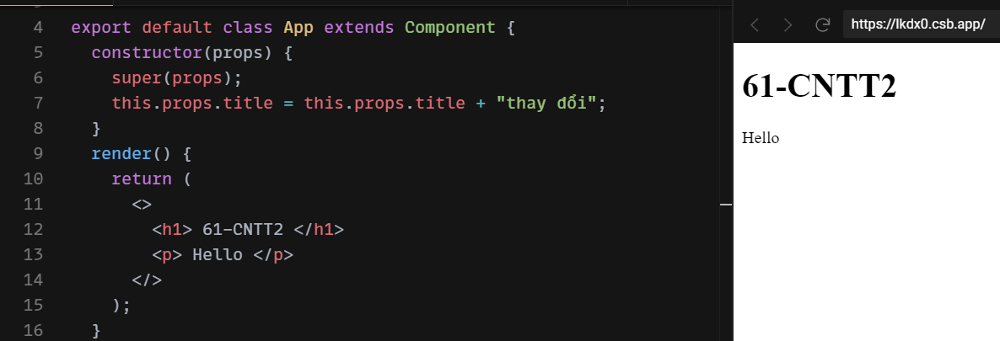 4 export default class App extends Component {
5 constructor(props) {
6 super(props);
7 this.props.title = this.props.title + "thay đổi";
8 }
9 render() {
10 return (
11 <>
12 <h1> 61-CNTT2 </h1>
13 <p> Hello </p>
14 </>
15 );
16 }
https://lkdx0.csb.app/
61-CNTT2
Hello